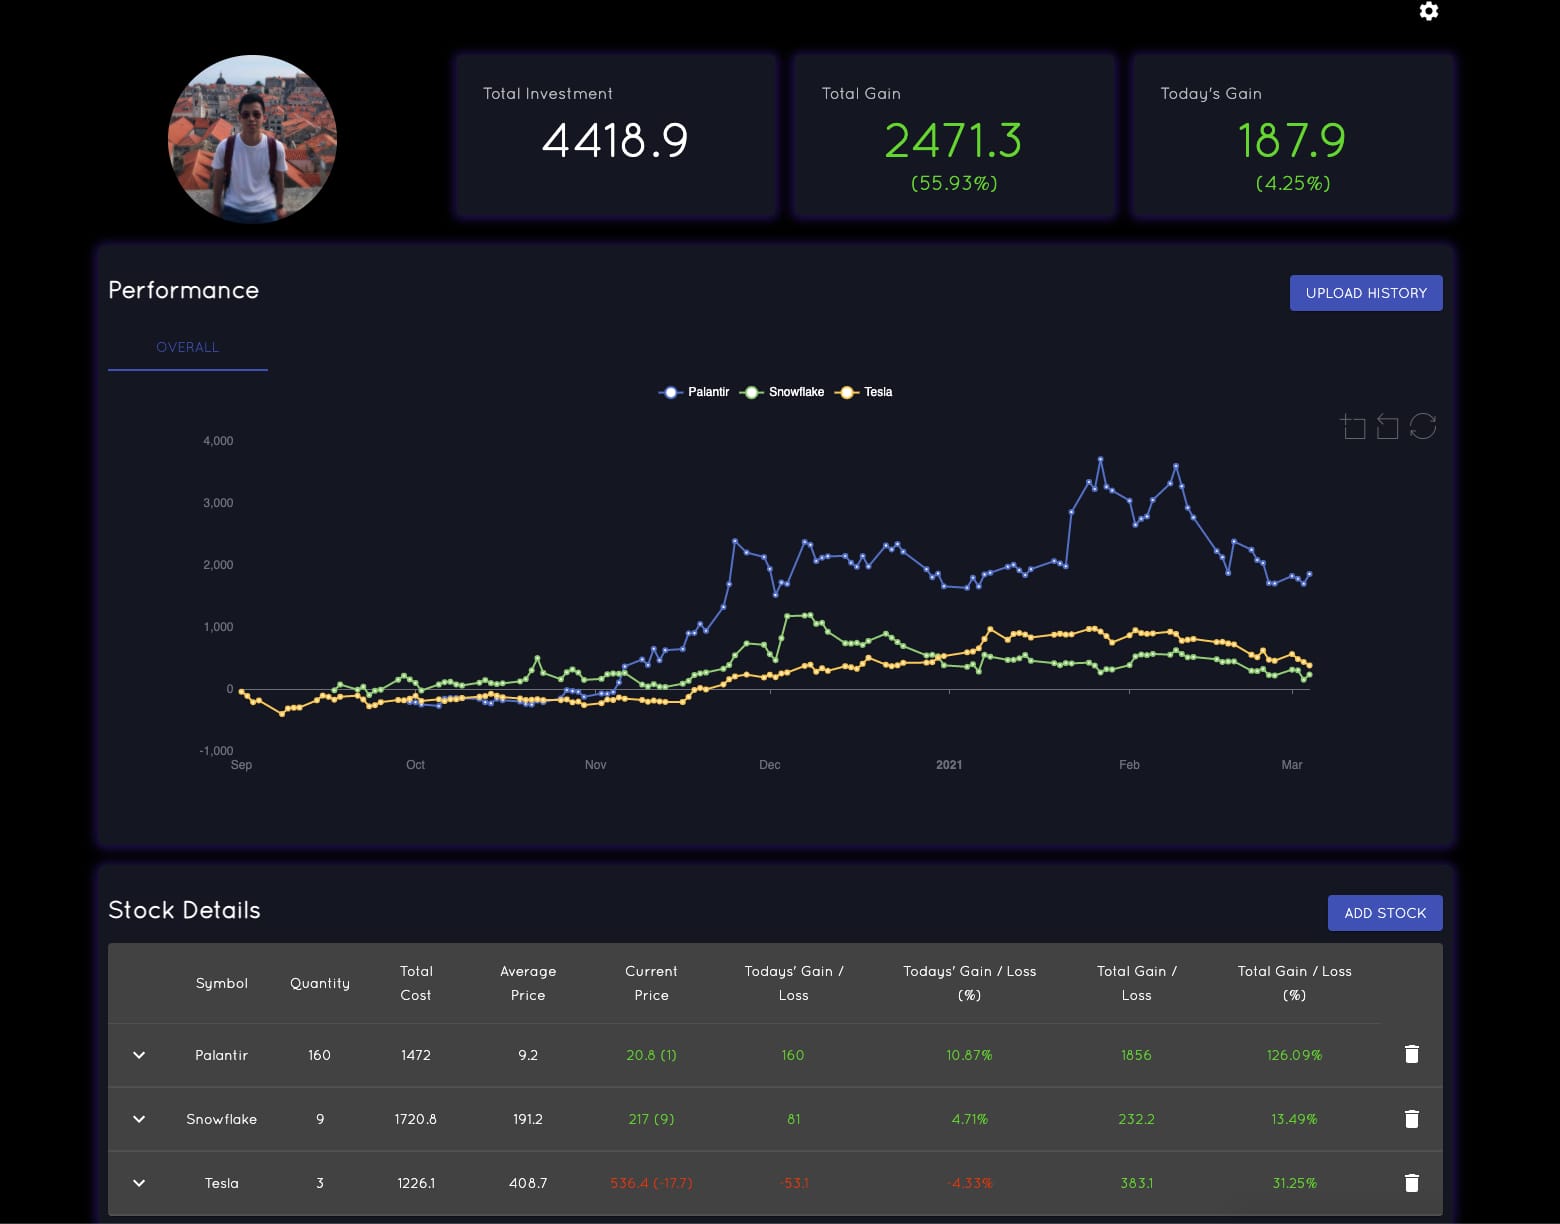 Total Investment
4418.9
Total Gain
2471.3
(55.93%)
Today's Gain
187.9
(4.25%)
Performance
UPLOAD HISTORY
OVERALL
Palantir Snowflake Tesla
4,000
3,000
2,000
1,000
0
-1,000
Sep Oct Nov Dec 2021 Feb Mar
Stock Details
ADD STOCK
Symbol Quantity Total Cost Average Price Current Price Todays' Gain / Loss Todays' Gain / Loss (%) Total Gain / Loss Total Gain / Loss (%)
Palantir 160 1472 9.2 20.8 (1) 160 10.87% 1856 126.09%
Snowflake 9 1720.8 191.2 217 (9) 81 4.71% 232.2 13.49%
Tesla 3 1226.1 408.7 536.4 (-17.7) -53.1 -4.33% 383.1 31.25%